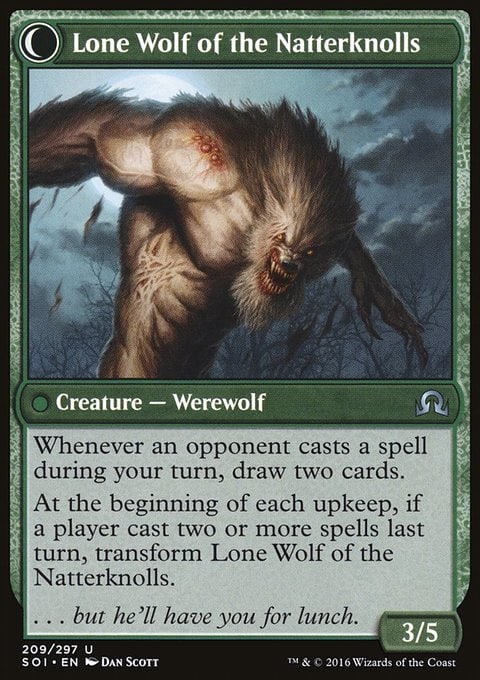 Lone Wolf of the Natterknolls
Creature — Werewolf
Whenever an opponent casts a spell
during your turn, draw two cards.
At the beginning of each upkeep, if
a player cast two or more spells last
turn, transform Lone Wolf of the
Natterknolls.
. . . but he'll have you for lunch.
3/5
209/297 U
SOI • EN Dan Scott
™ & © 2016 Wizards of the Coast